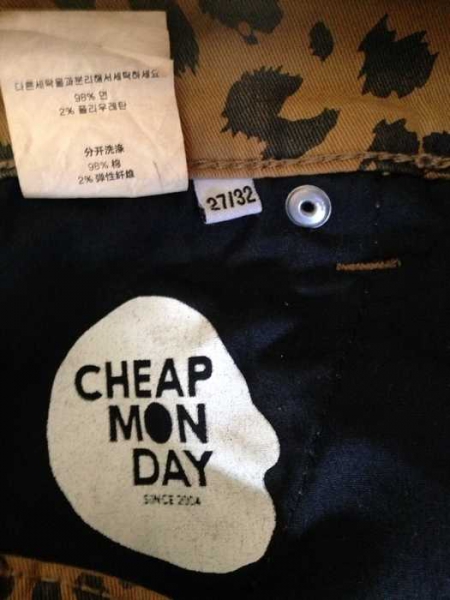 다른세탁물과분리해서세탁하세요
98% 면
2% 폴리우레탄
分开洗涤
98% 棉
2% 弹性纤维
27/32
CHEAP
MON
DAY
SINCE 2004